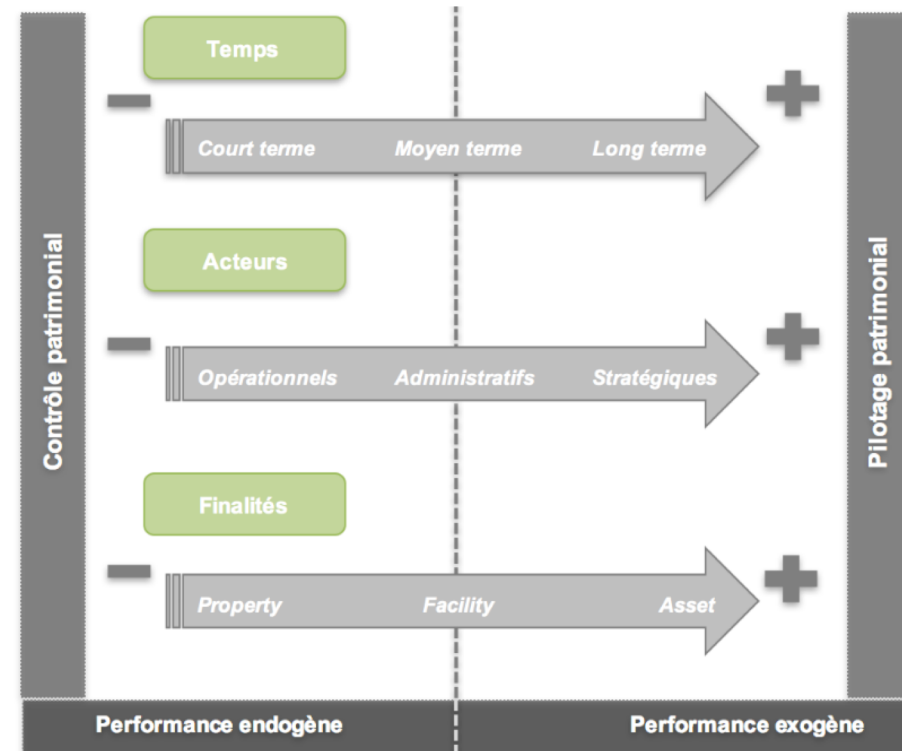 Temps
Court terme Moyen terme Long terme
Contrôle patrimonial
Acteurs
Opérationnels Administratifs Stratégiques
Finalités
Property Facility Asset
Pilotage patrimonial
Performance endogène Performance exogène